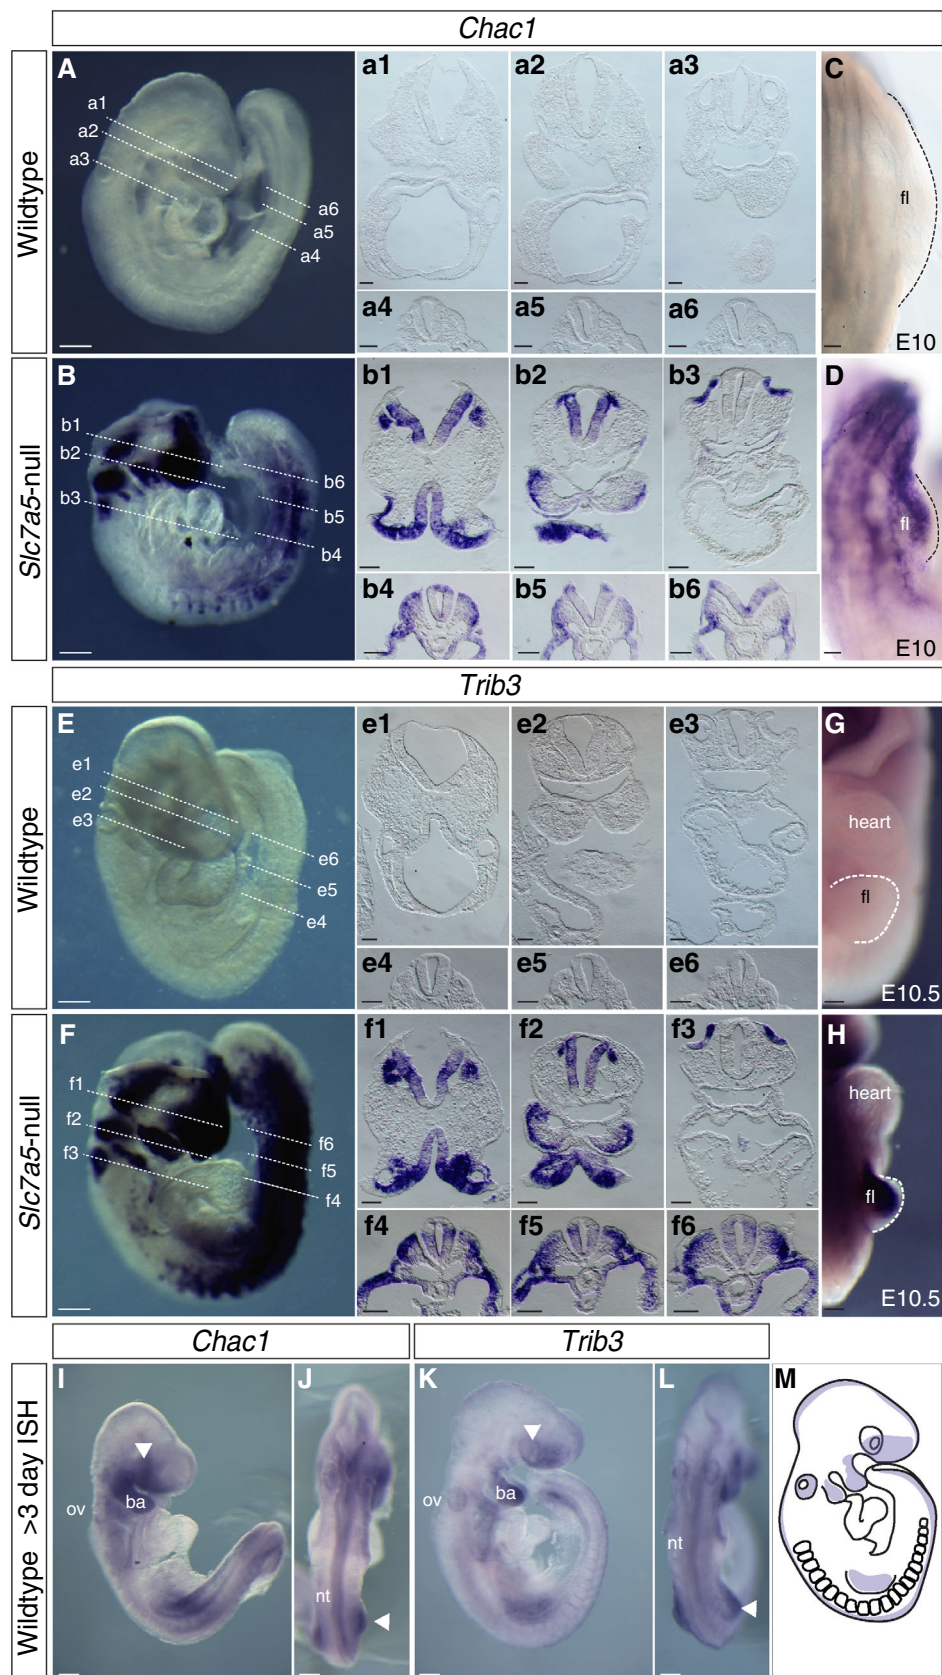 Chac1
Wildtype
A
a1
a2
a3
a6
a5
a4
a1
a2
a3
a4
a5
a6
C
fl
E10
Slc7a5-null
B
b1
b2
b3
b6
b5
b4
b1
b2
b3
b4
b5
b6
D
fl
E10
Trib3
Wildtype
E
e1
e2
e3
e6
e5
e4
e1
e2
e3
e4
e5
e6
G
heart
fl
E10.5
Slc7a5-null
F
f1
f2
f3
f6
f5
f4
f1
f2
f3
f4
f5
f6
H
heart
fl
E10.5
Chac1
Trib3
Wildtype >3 day ISH
I
ov
ba
J
nt
K
ov
ba
L
nt
M